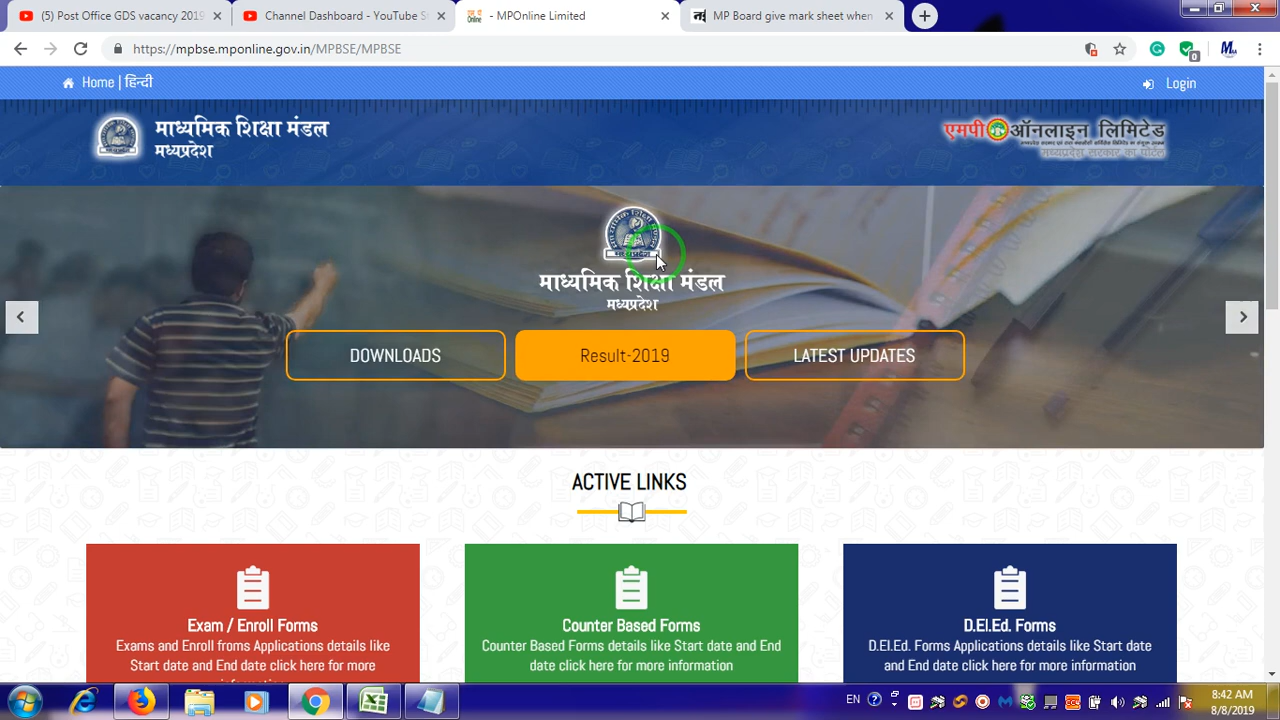 (5) Post Office GDS vacancy 2019
Channel Dashboard - YouTube S
- MPOnline Limited
MP Board give mark sheet when
https://mpbse.mponline.gov.in/MPBSE/MPBSE
0
Home | हिन्दी
Login
माध्यमिक शिक्षा मंडल
मध्यप्रदेश
एमपी ऑनलाइन लिमिटेड
मध्यप्रदेश सरकार का पोर्टल
माध्यमिक शिक्षा मंडल
मध्यप्रदेश
DOWNLOADS
Result-2019
LATEST UPDATES
ACTIVE LINKS
Exam / Enroll Forms
Exams and Enroll froms Applications details like
Start date and End date click here for more
information
Counter Based Forms
Counter Based Forms details like Start date and End
date click here for more information
D.El.Ed. Forms
D.El.Ed. Forms Applications details like Start date
and End date click here for more information
EN
8:42 AM
8/8/2019